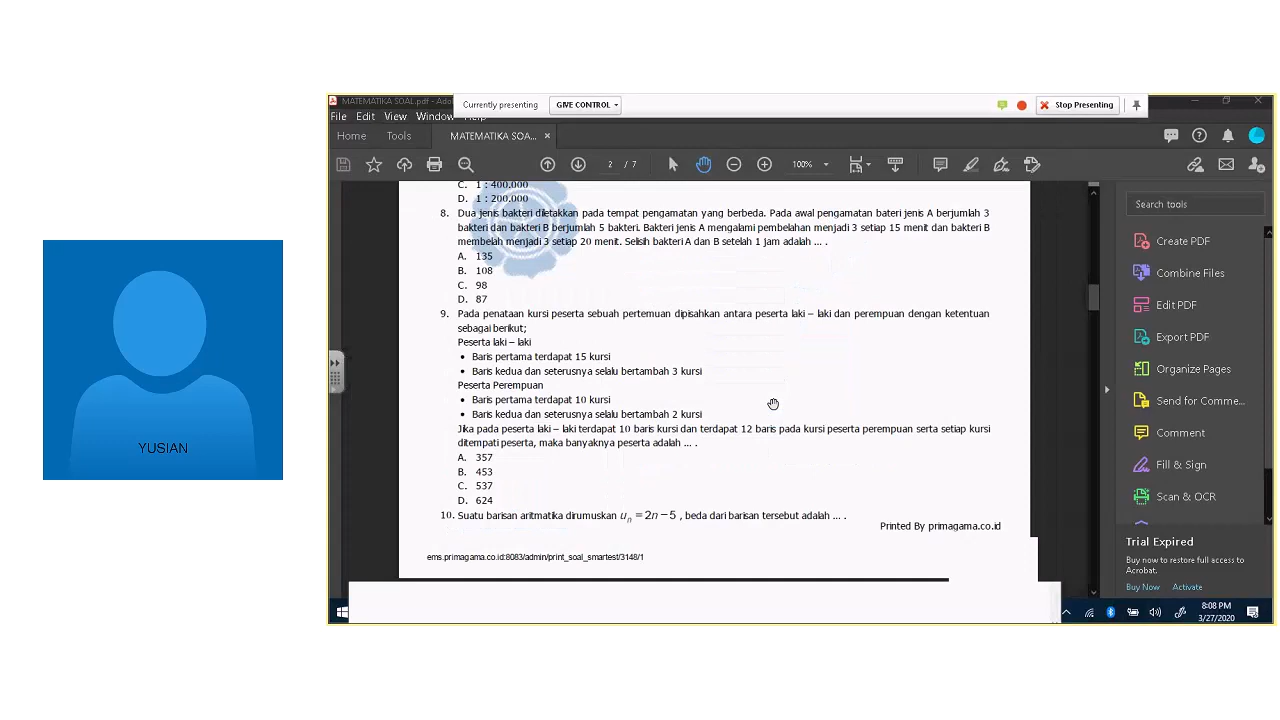 MATEMATIKA SOAL.pdf - Ado
Currently presenting
GIVE CONTROL
Stop Presenting
File Edit View Window Help
Home Tools MATEMATIKA SOA... ×
2 / 7
100%
Search tools
C. 1 : 400.000
D. 1 : 200.000
8. Dua jenis bakteri diletakkan pada tempat pengamatan yang berbeda. Pada awal pengamatan bateri jenis A berjumlah 3
bakteri dan bakteri B berjumlah 5 bakteri. Bakteri jenis A mengalami pembelahan menjadi 3 setiap 15 menit dan bakteri B
membelah menjadi 3 setiap 20 menit. Selisih bakteri A dan B setelah 1 jam adalah ... .
A. 135
B. 108
C. 98
D. 87
9. Pada penataan kursi peserta sebuah pertemuan dipisahkan antara peserta laki – laki dan perempuan dengan ketentuan
sebagai berikut;
Peserta laki – laki
• Baris pertama terdapat 15 kursi
• Baris kedua dan seterusnya selalu bertambah 3 kursi
Peserta Perempuan
• Baris pertama terdapat 10 kursi
• Baris kedua dan seterusnya selalu bertambah 2 kursi
Jika pada peserta laki – laki terdapat 10 baris kursi dan terdapat 12 baris pada kursi peserta perempuan serta setiap kursi
ditempati peserta, maka banyaknya peserta adalah ... .
A. 357
B. 453
C. 537
D. 624
10. Suatu barisan aritmatika dirumuskan uₙ = 2n − 5 , beda dari barisan tersebut adalah ... .
Printed By primagama.co.id
ems.primagama.co.id:8083/admin/print_soal_smartest/3148/1
Create PDF
Combine Files
Edit PDF
Export PDF
Organize Pages
Send for Comme...
Comment
Fill & Sign
Scan & OCR
Trial Expired
Buy now to restore full access to
Acrobat.
Buy Now Activate
8:08 PM
3/27/2020
YUSIAN